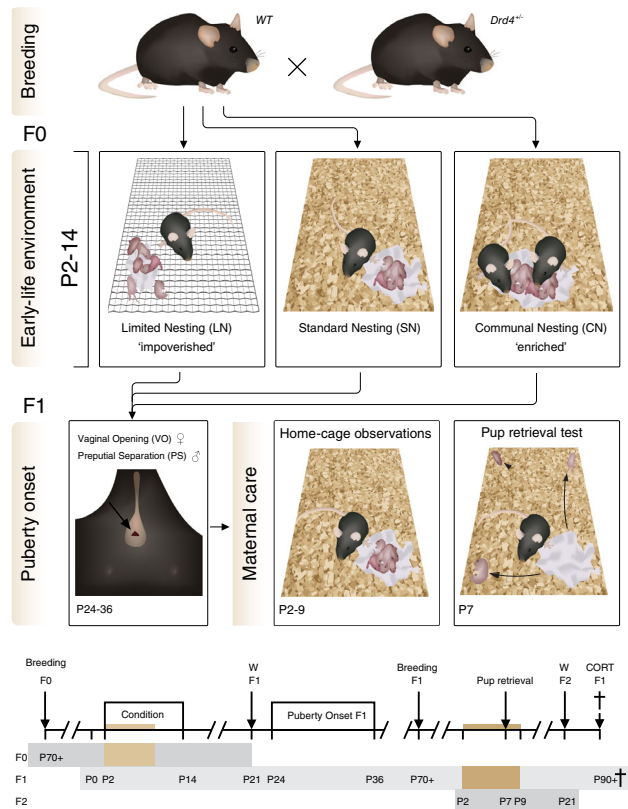 Breeding
WT
Drd4+/-
F0
Early-life environment
P2-14
Limited Nesting (LN)
'impoverished'
Standard Nesting (SN)
Communal Nesting (CN)
'enriched'
F1
Puberty onset
Vaginal Opening (VO) ♀
Preputial Separation (PS) ♂
P24-36
Maternal care
Home-cage observations
P2-9
Pup retrieval test
P7
Breeding
F0
Condition
W
F1
Puberty Onset F1
Breeding
F1
Pup retrieval
W
F2
CORT
F1
F0
P70+
F1
P0
P2
P14
P21
P24
P36
P70+
P90+
F2
P2
P7
P9
P21